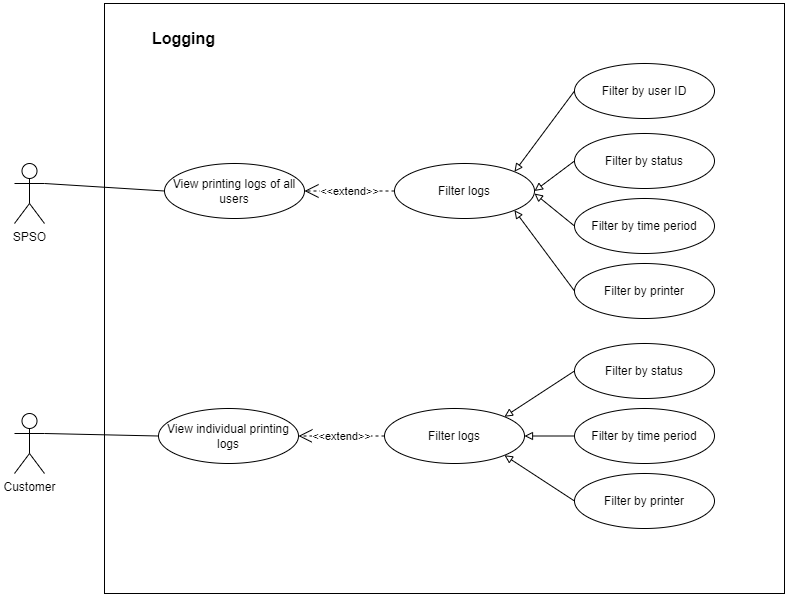 Logging
Filter by user ID
Filter by status
View printing logs of all
users
<<extend>>
Filter logs
Filter by time period
SPSO
Filter by printer
Filter by status
View individual printing
logs
<<extend>>
Filter logs
Filter by time period
Customer
Filter by printer